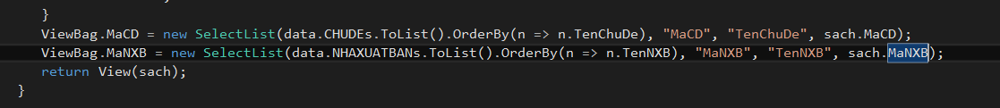 }
ViewBag.MaCD = new SelectList(data.CHUDEs.ToList().OrderBy(n => n.TenChuDe), "MaCD", "TenChuDe", sach.MaCD);
ViewBag.MaNXB = new SelectList(data.NHAXUATBANs.ToList().OrderBy(n => n.TenNXB), "MaNXB", "TenNXB", sach.MaNXB);
return View(sach);
}